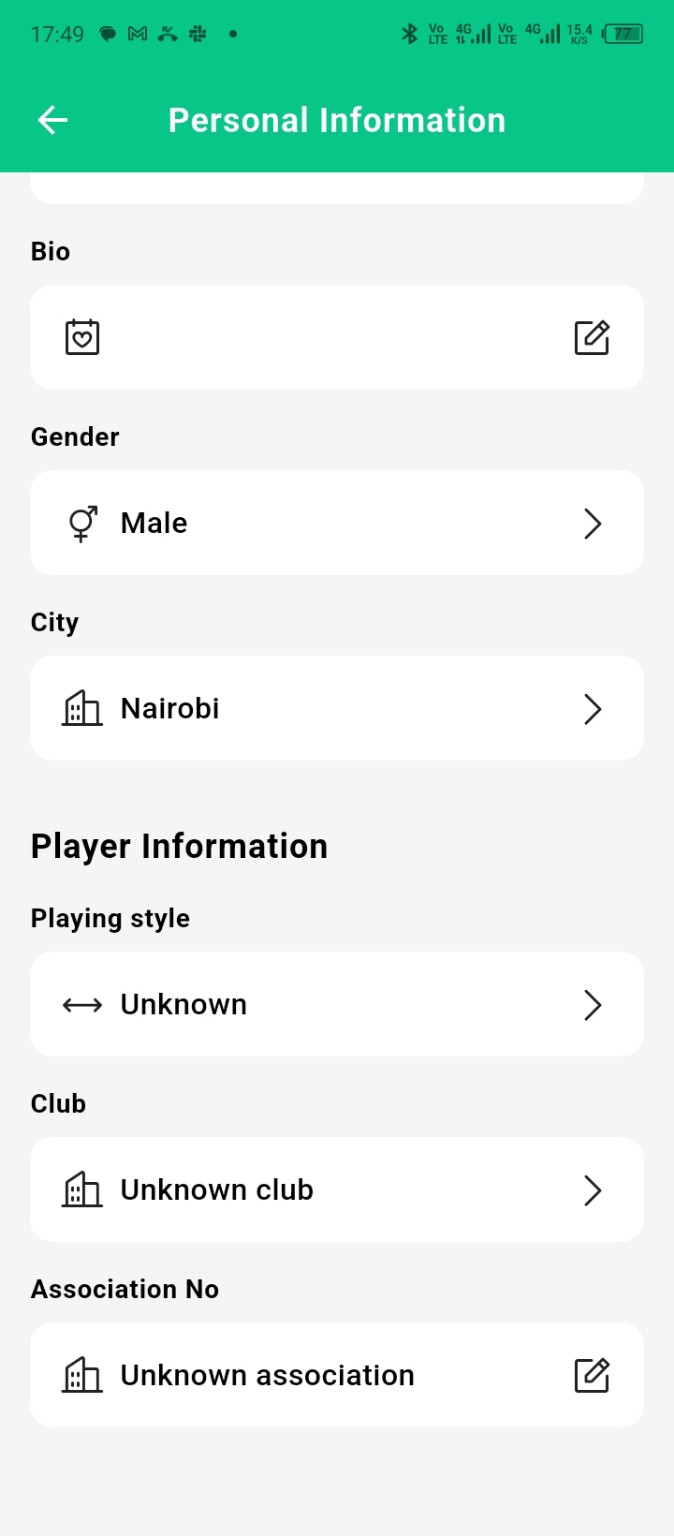 17:49 Vo LTE 4G Vo LTE 4G 15.4 K/S 77
Personal Information
Bio
Gender
Male
City
Nairobi
Player Information
Playing style
Unknown
Club
Unknown club
Association No
Unknown association